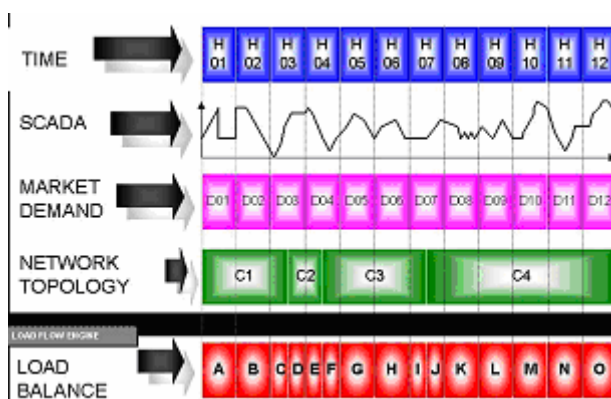 TIME
H H H H H H H H H H H H
01 02 03 04 05 06 07 08 09 10 11 12
SCADA
MARKET
DEMAND
D01 D02 D03 D04 D05 D06 D07 D08 D09 D10 D11 D12
NETWORK
TOPOLOGY
C1 C2 C3 C4
LOAD FLOW ENGINE
LOAD
BALANCE
A B C D E F G H I J K L M N O